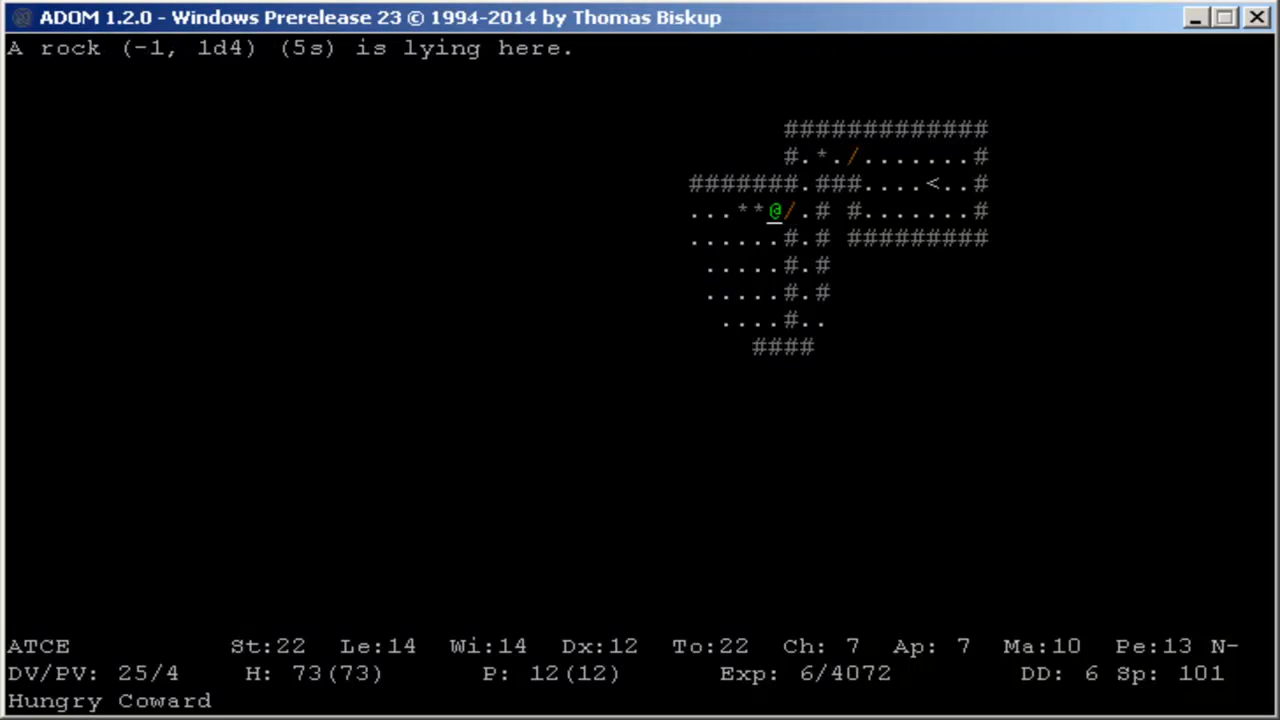 ADOM 1.2.0 - Windows Prerelease 23 © 1994-2014 by Thomas Biskup
A rock (-1, 1d4) (5s) is lying here.
#############
#.*./.......#
#######.###....<..#
...**@/.# #.......#
......#.# #########
.....#.#
.....#.#
....#..
####
ATCE St:22 Le:14 Wi:14 Dx:12 To:22 Ch: 7 Ap: 7 Ma:10 Pe:13 N-
DV/PV: 25/4 H: 73(73) P: 12(12) Exp: 6/4072 DD: 6 Sp: 101
Hungry Coward